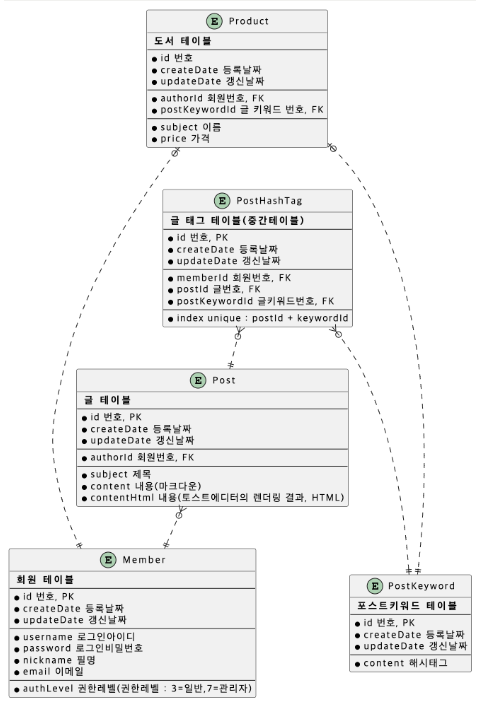 E Product
도서 테이블
id 번호
createDate 등록날짜
updateDate 갱신날짜
authorId 회원번호, FK
postKeywordId 글 키워드 번호, FK
subject 이름
price 가격
E PostHashTag
글 태그 테이블(중간테이블)
id 번호, PK
createDate 등록날짜
updateDate 갱신날짜
memberId 회원번호, FK
postId 글번호, FK
postKeywordId 글키워드번호, FK
index unique : postId + keywordId
E Post
글 테이블
id 번호, PK
createDate 등록날짜
updateDate 갱신날짜
authorId 회원번호, FK
subject 제목
content 내용(마크다운)
contentHtml 내용(토스트에디터의 렌더링 결과, HTML)
E Member
회원 테이블
id 번호, PK
createDate 등록날짜
updateDate 갱신날짜
username 로그인아이디
password 로그인비밀번호
nickname 필명
email 이메일
authLevel 권한레벨(권한레벨 : 3=일반,7=관리자)
E PostKeyword
포스트키워드 테이블
id 번호, PK
createDate 등록날짜
updateDate 갱신날짜
content 해시태그